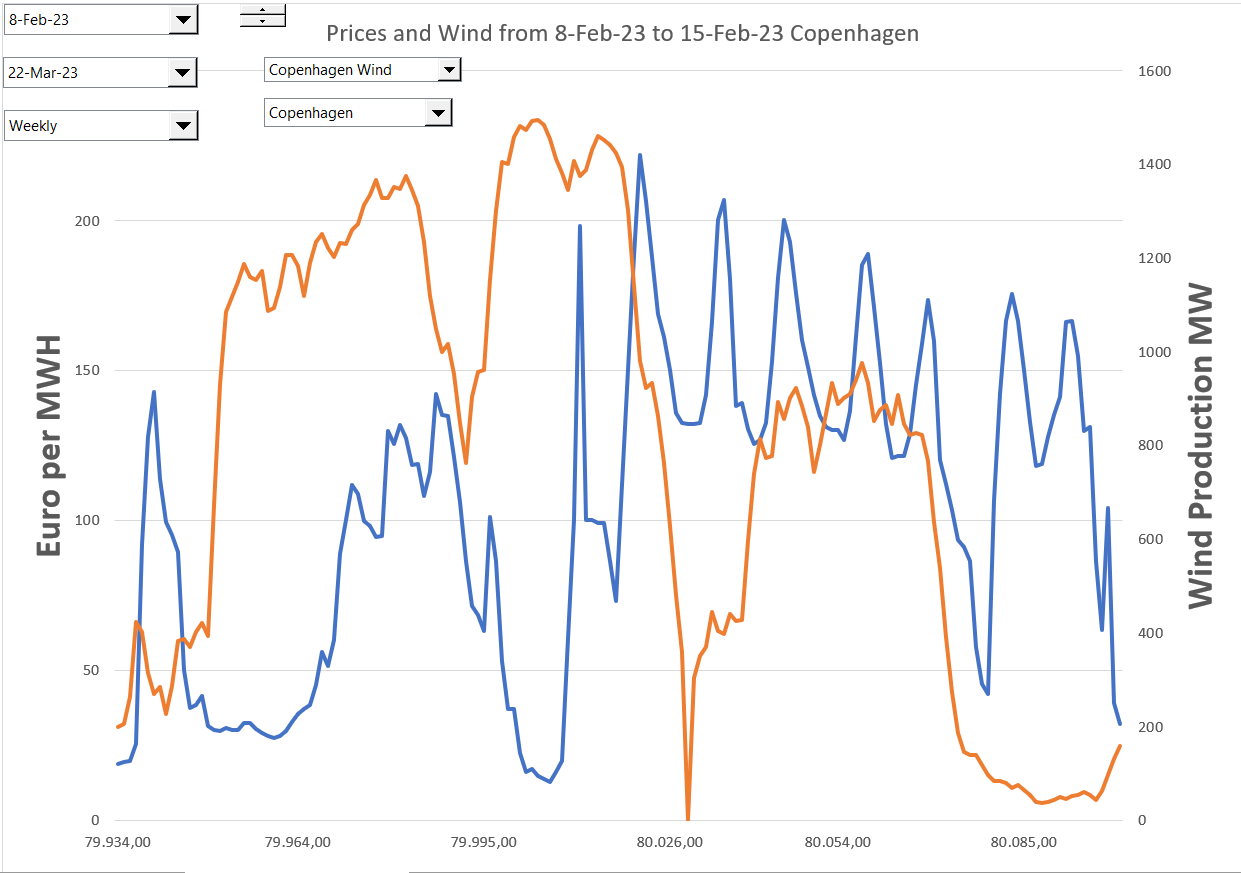 8-Feb-23
Prices and Wind from 8-Feb-23 to 15-Feb-23 Copenhagen
22-Mar-23
Copenhagen Wind
Copenhagen
Weekly
Euro per MWH
200
150
100
50
0
1600
1400
1200
1000
800
600
400
200
0
Wind Production MW
79.934,00 79.964,00 79.995,00 80.026,00 80.054,00 80.085,00